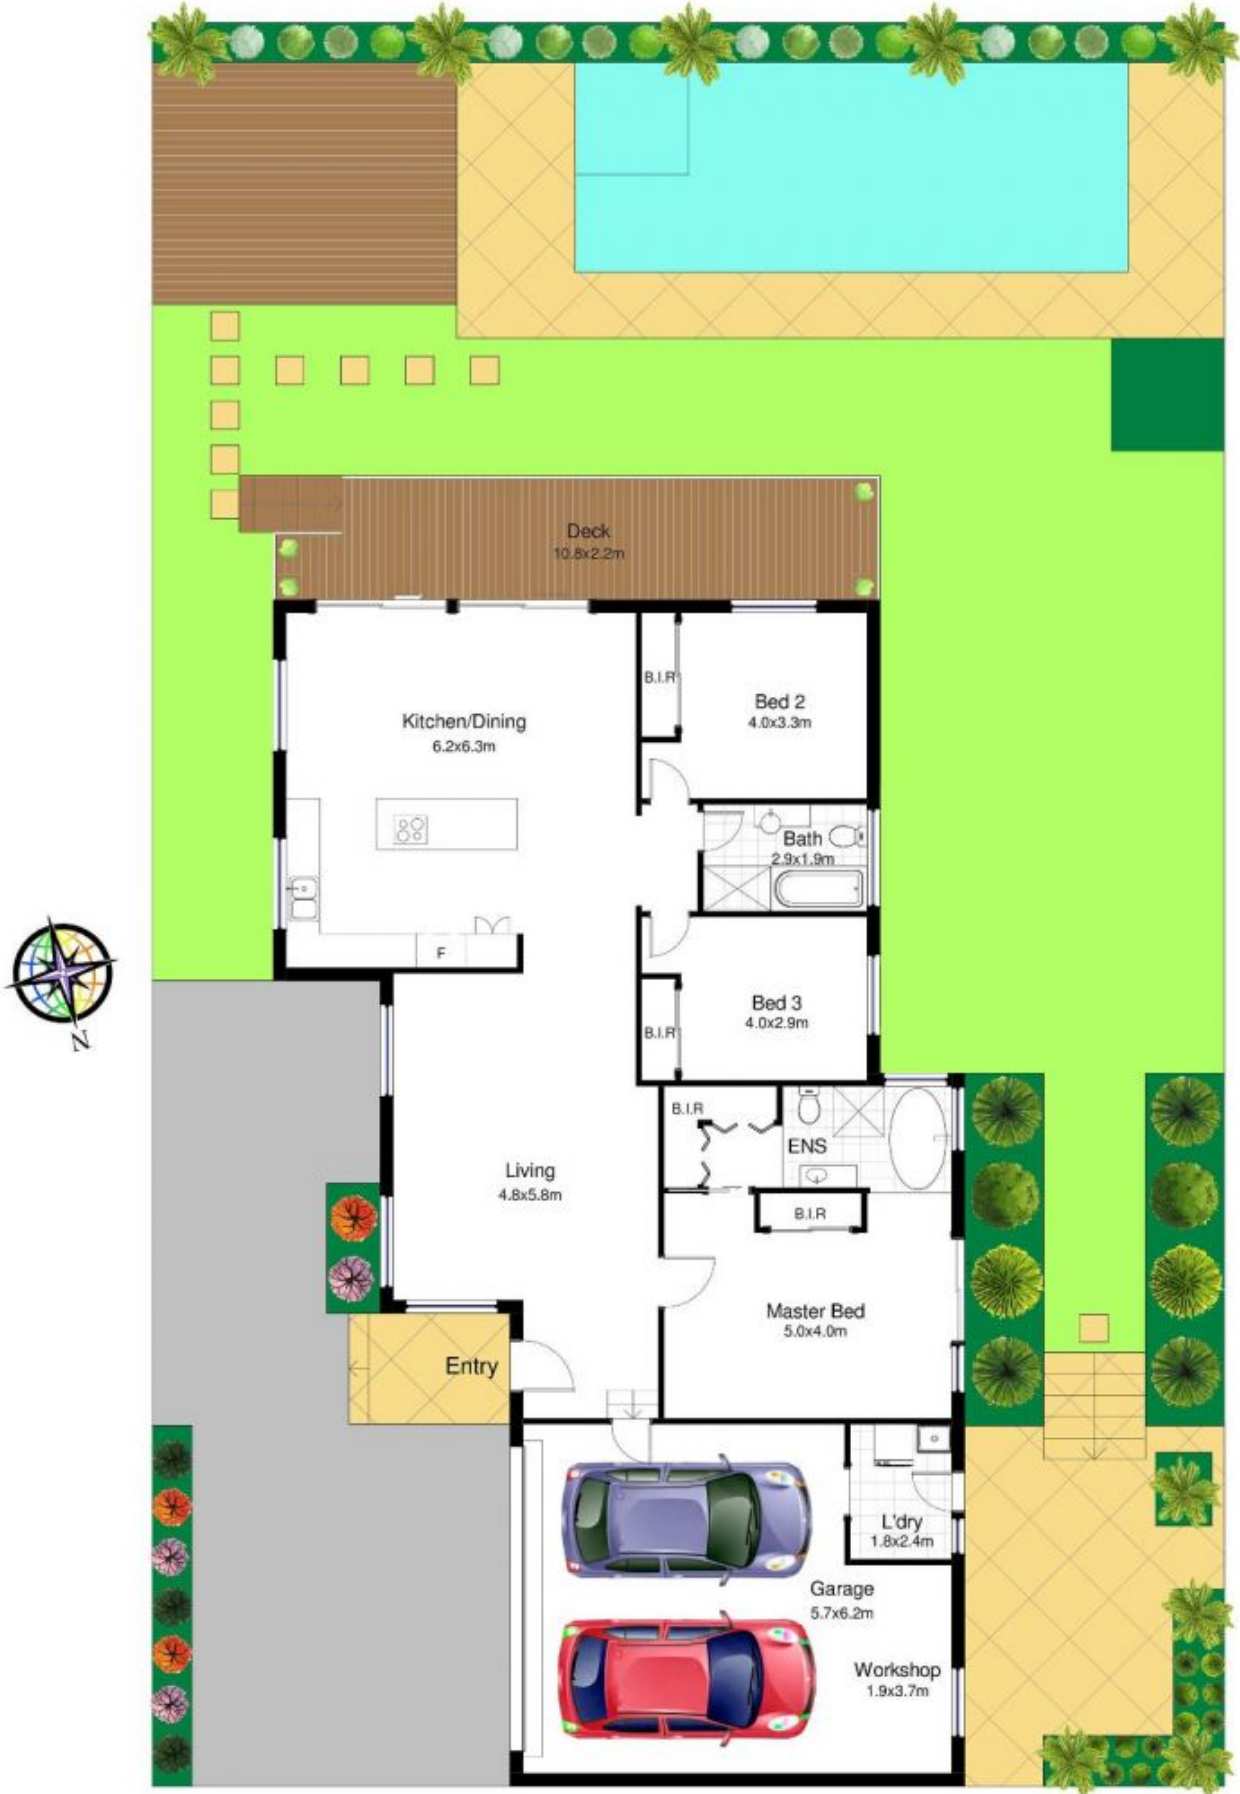 Deck
10.8x2.2m
B.I.R
Bed 2
4.0x3.3m
Kitchen/Dining
6.2x6.3m
Bath
2.9x1.9m
F
Bed 3
4.0x2.9m
B.I.R
N
B.I.R
ENS
Living
4.8x5.8m
B.I.R
Master Bed
5.0x4.0m
Entry
L'dry
1.8x2.4m
Garage
5.7x6.2m
Workshop
1.9x3.7m